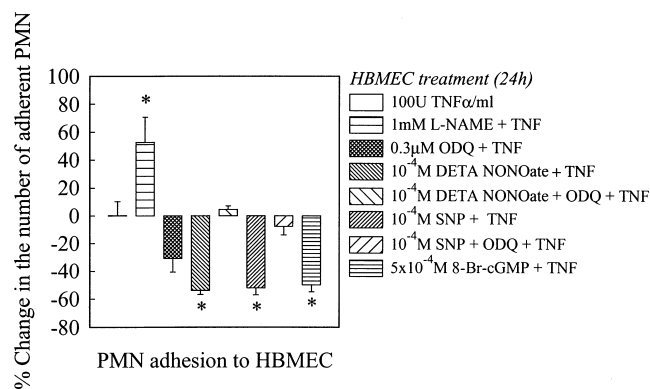 % Change in the number of adherent PMN
100
80
60
40
20
0
-20
-40
-60
-80
*
*
*
*
PMN adhesion to HBMEC
HBMEC treatment (24h)
100U TNFα/ml
1mM L-NAME + TNF
0.3µM ODQ + TNF
10⁻⁴M DETA NONOate + TNF
10⁻⁴M DETA NONOate + ODQ + TNF
10⁻⁴M SNP + TNF
10⁻⁴M SNP + ODQ + TNF
5x10⁻⁴M 8-Br-cGMP + TNF